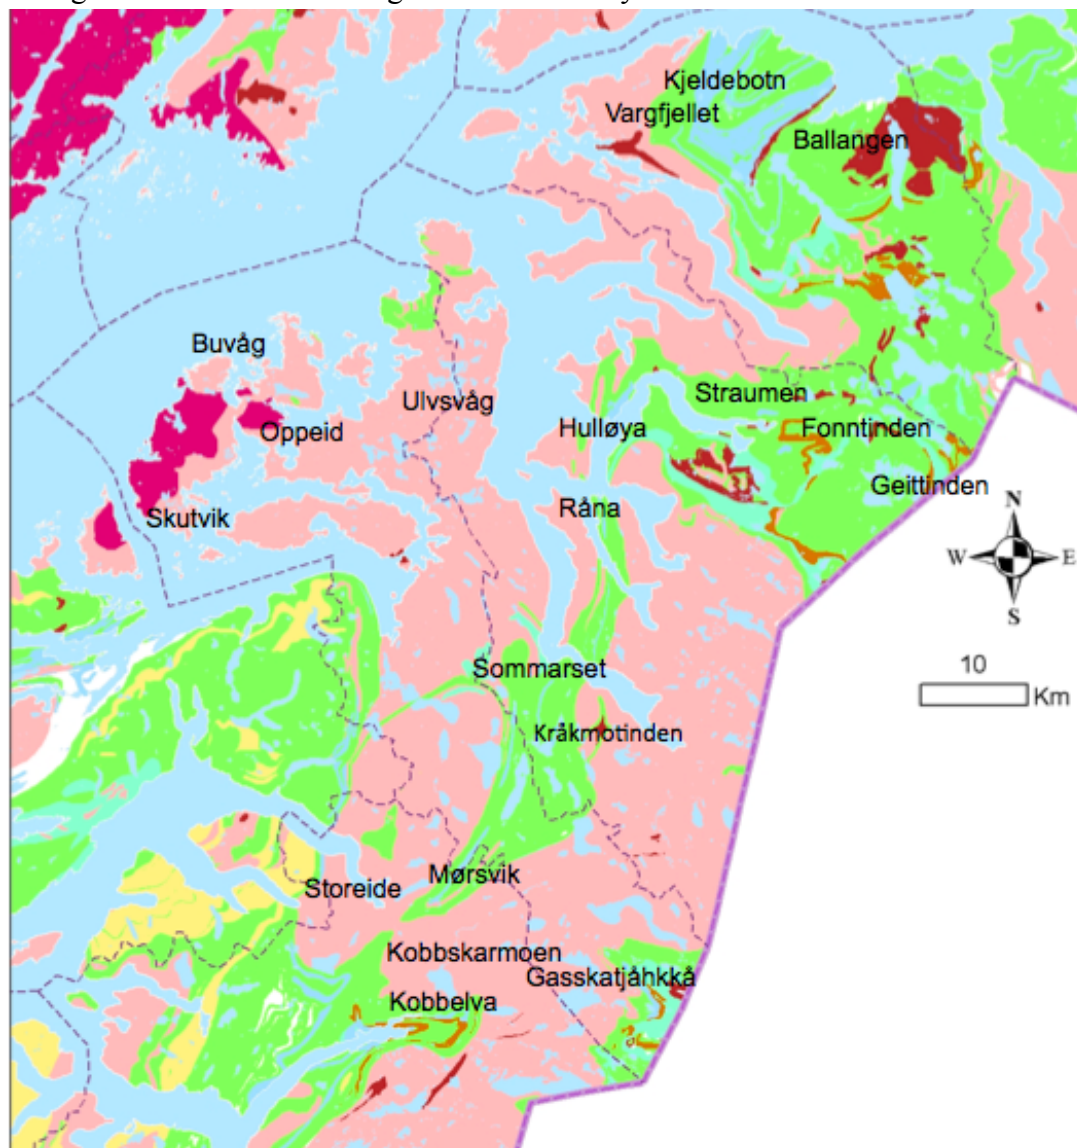 Kjeldebotn
Vargfjellet
Ballangen
Buvåg
Ulvsvåg
Straumen
Oppeid
Hulløya
Fonntinden
Geittinden
Skutvik
Råna
N
W
E
S
Sommarset
10
Km
Kråkmotinden
Storeide
Mørsvik
Kobbskarmoen
Gasskatjåhkkå
Kobbelva